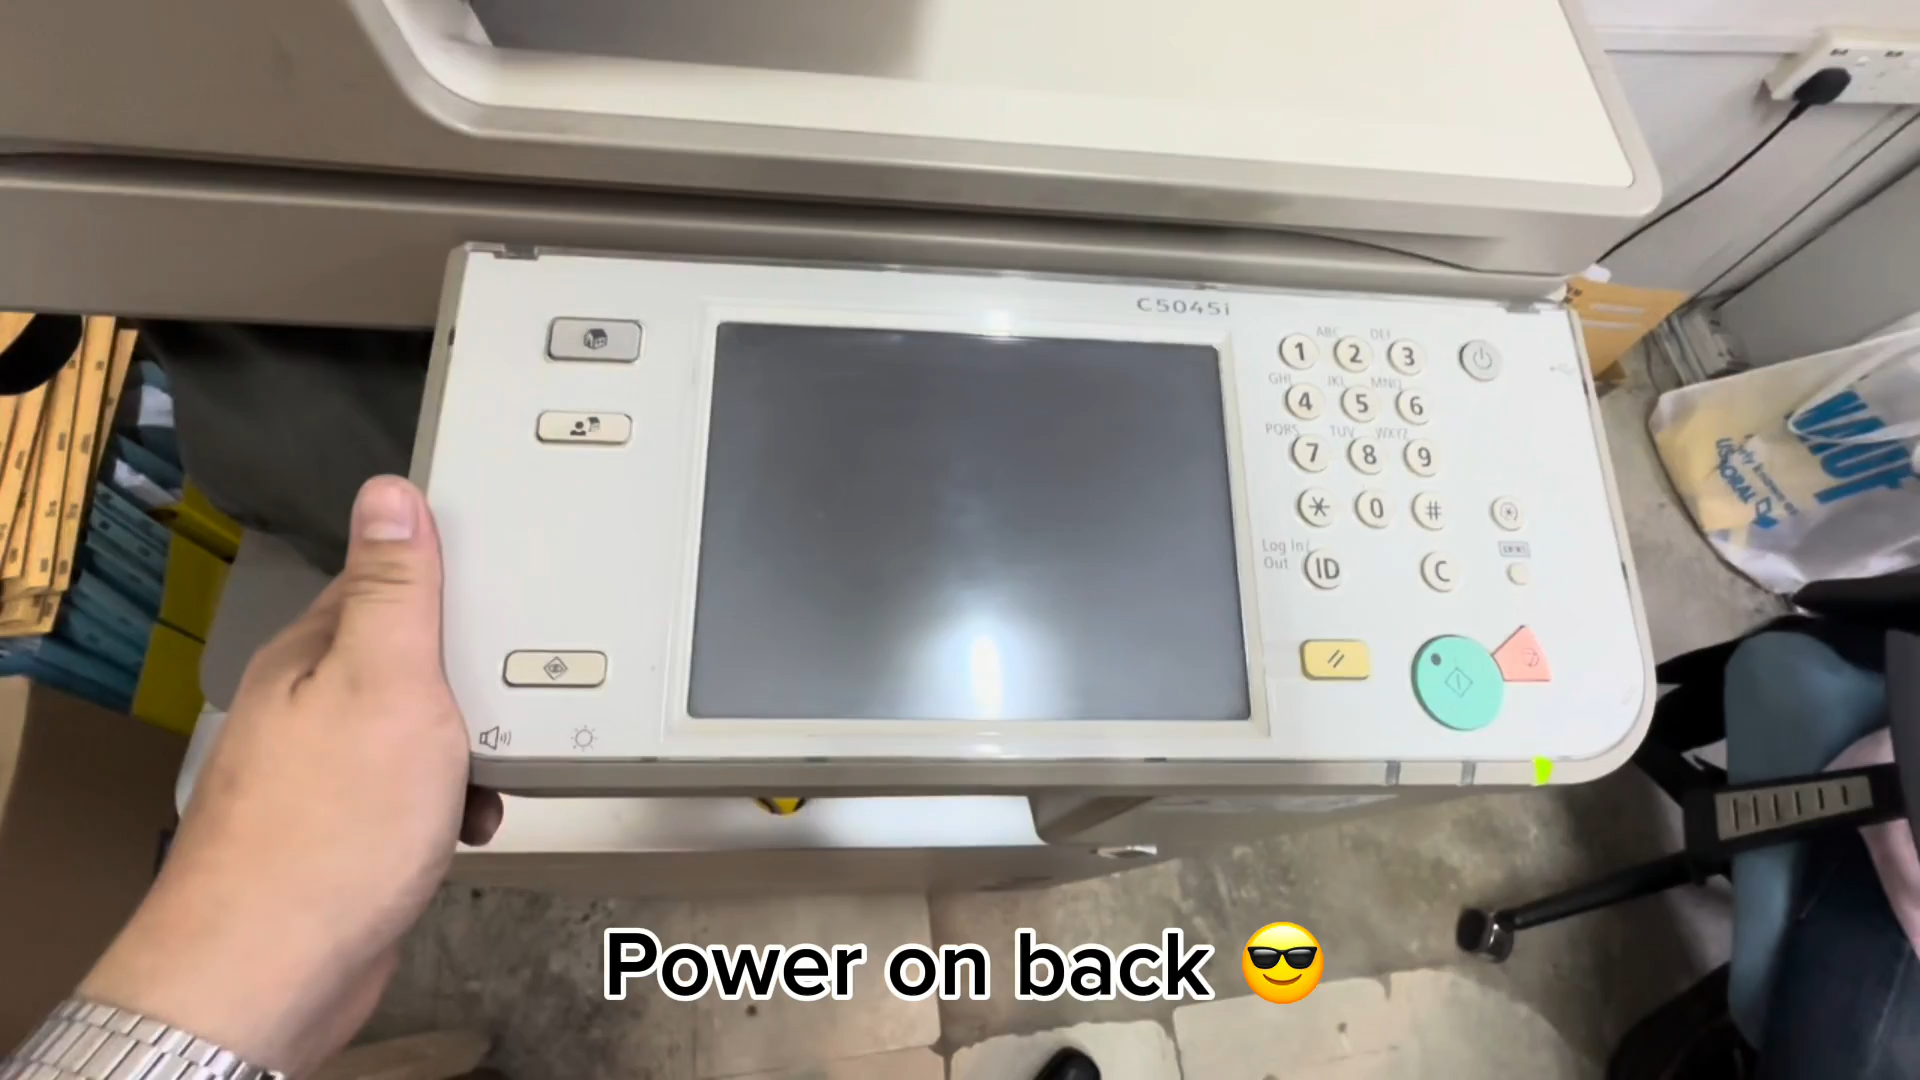 C5045i
ABC DEF
1 2 3
GHI JKL MNO
4 5 6
PQRS TUV WXYZ
7 8 9
* 0 #
Log In/
Out
ID C
Power on back 😎